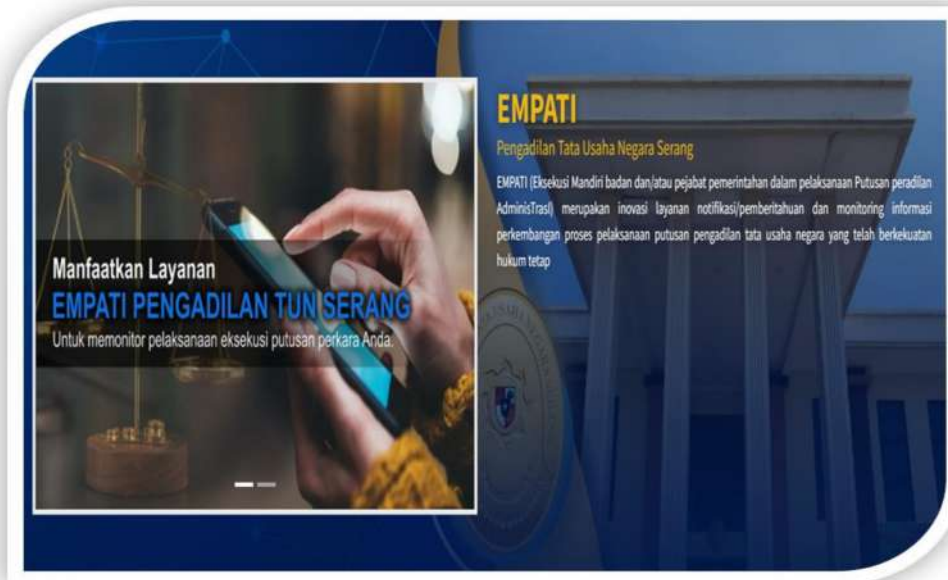 Manfaatkan Layanan
EMPATI PENGADILAN TUN SERANG
Untuk memonitor pelaksanaan eksekusi putusan perkara Anda.
EMPATI
Pengadilan Tata Usaha Negara Serang
EMPATI (Eksekusi Mandiri badan dan/atau pejabat pemerintahan dalam pelaksanaan Putusan peradilan
AdminisTrasI) merupakan inovasi layanan notifikasi/pemberitahuan dan monitoring informasi
perkembangan proses pelaksanaan putusan pengadilan tata usaha negara yang telah berkekuatan
hukum tetap